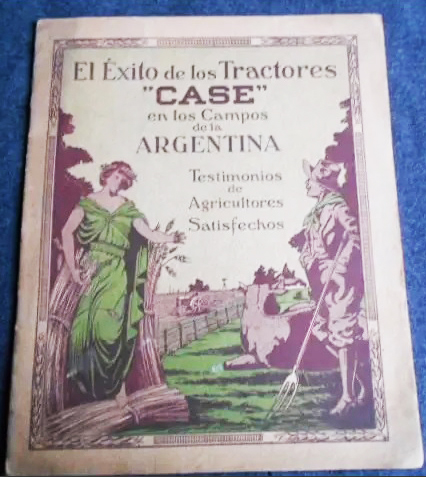 El Éxito de los Tractores
"CASE"
en los Campos
de la
ARGENTINA
Testimonios
de
Agricultores
Satisfechos